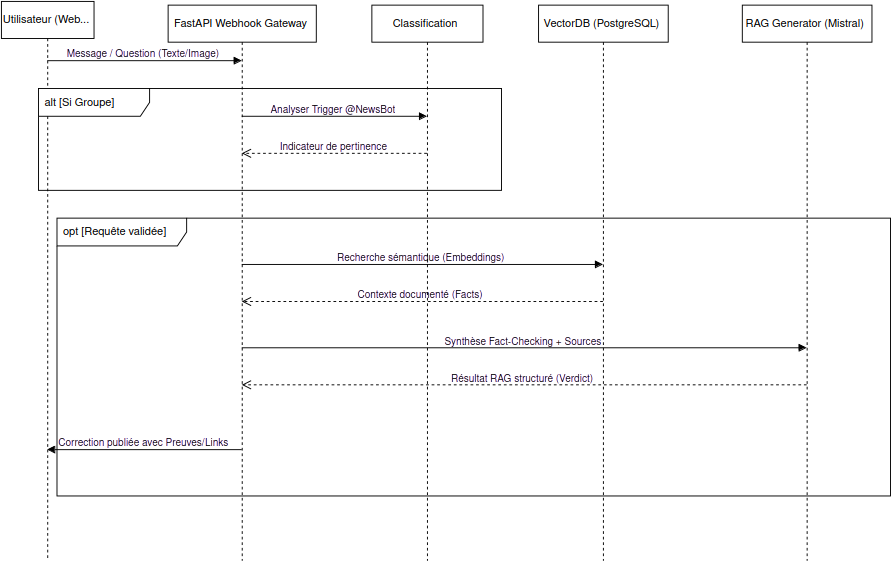 Utilisateur (Web...
FastAPI Webhook Gateway
Classification
VectorDB (PostgreSQL)
RAG Generator (Mistral)
Message / Question (Texte/Image)
alt [Si Groupe]
Analyser Trigger @NewsBot
Indicateur de pertinence
opt [Requête validée]
Recherche sémantique (Embeddings)
Contexte documenté (Facts)
Synthèse Fact-Checking + Sources
Résultat RAG structuré (Verdict)
Correction publiée avec Preuves/Links